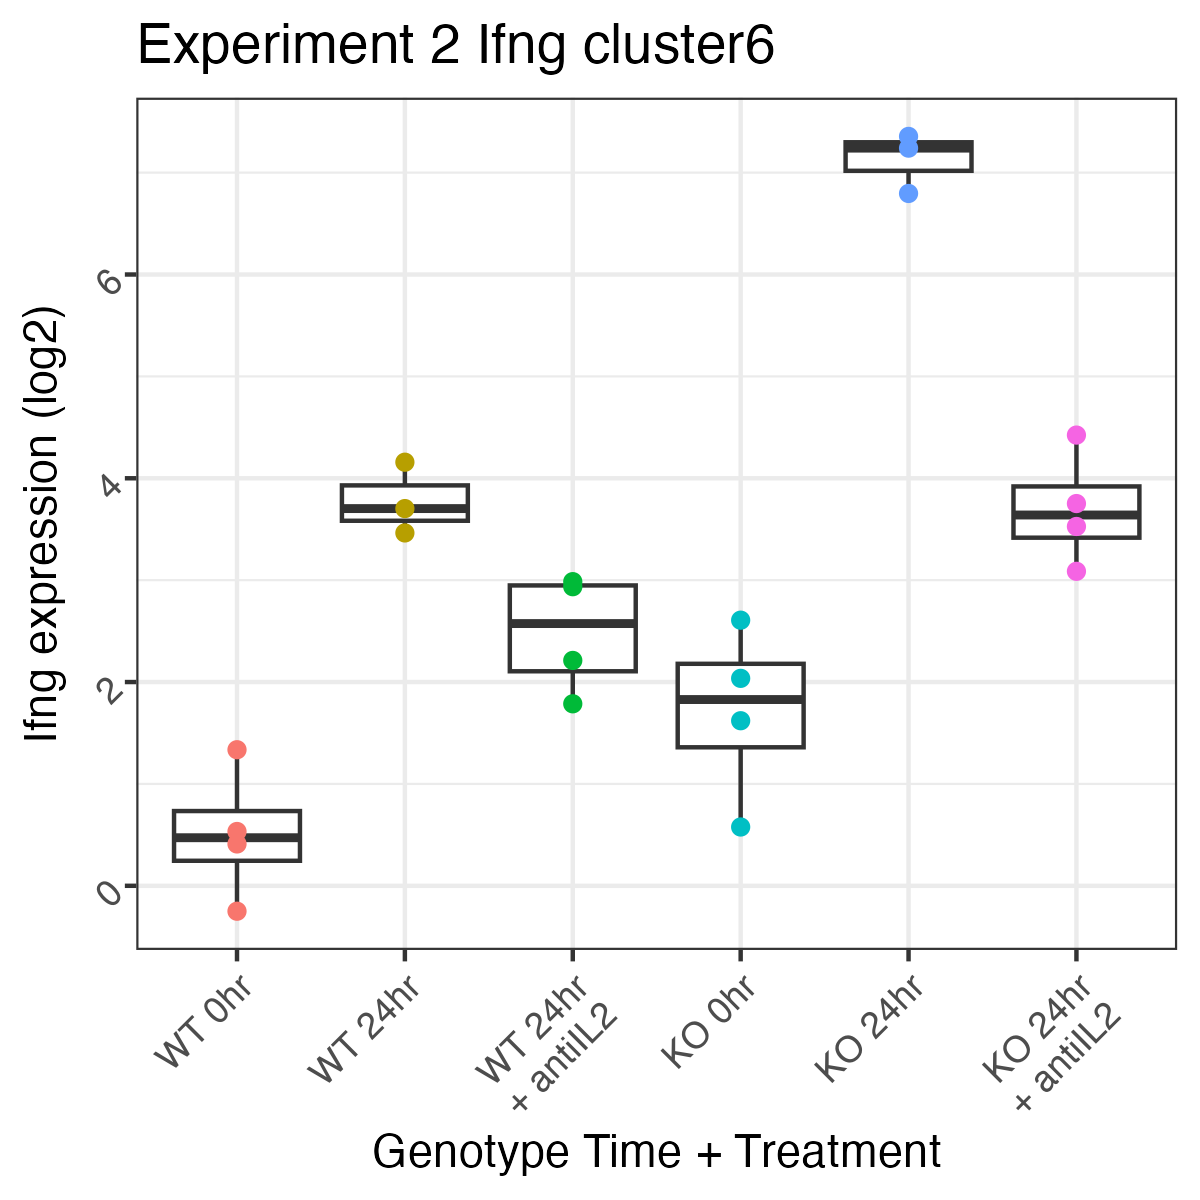 Experiment 2 Ifng cluster6
Ifng expression (log2)
6
4
2
0
WT 0hr
WT 24hr
WT 24hr
+ antiIL2
KO 0hr
KO 24hr
KO 24hr
+ antiIL2
Genotype Time + Treatment